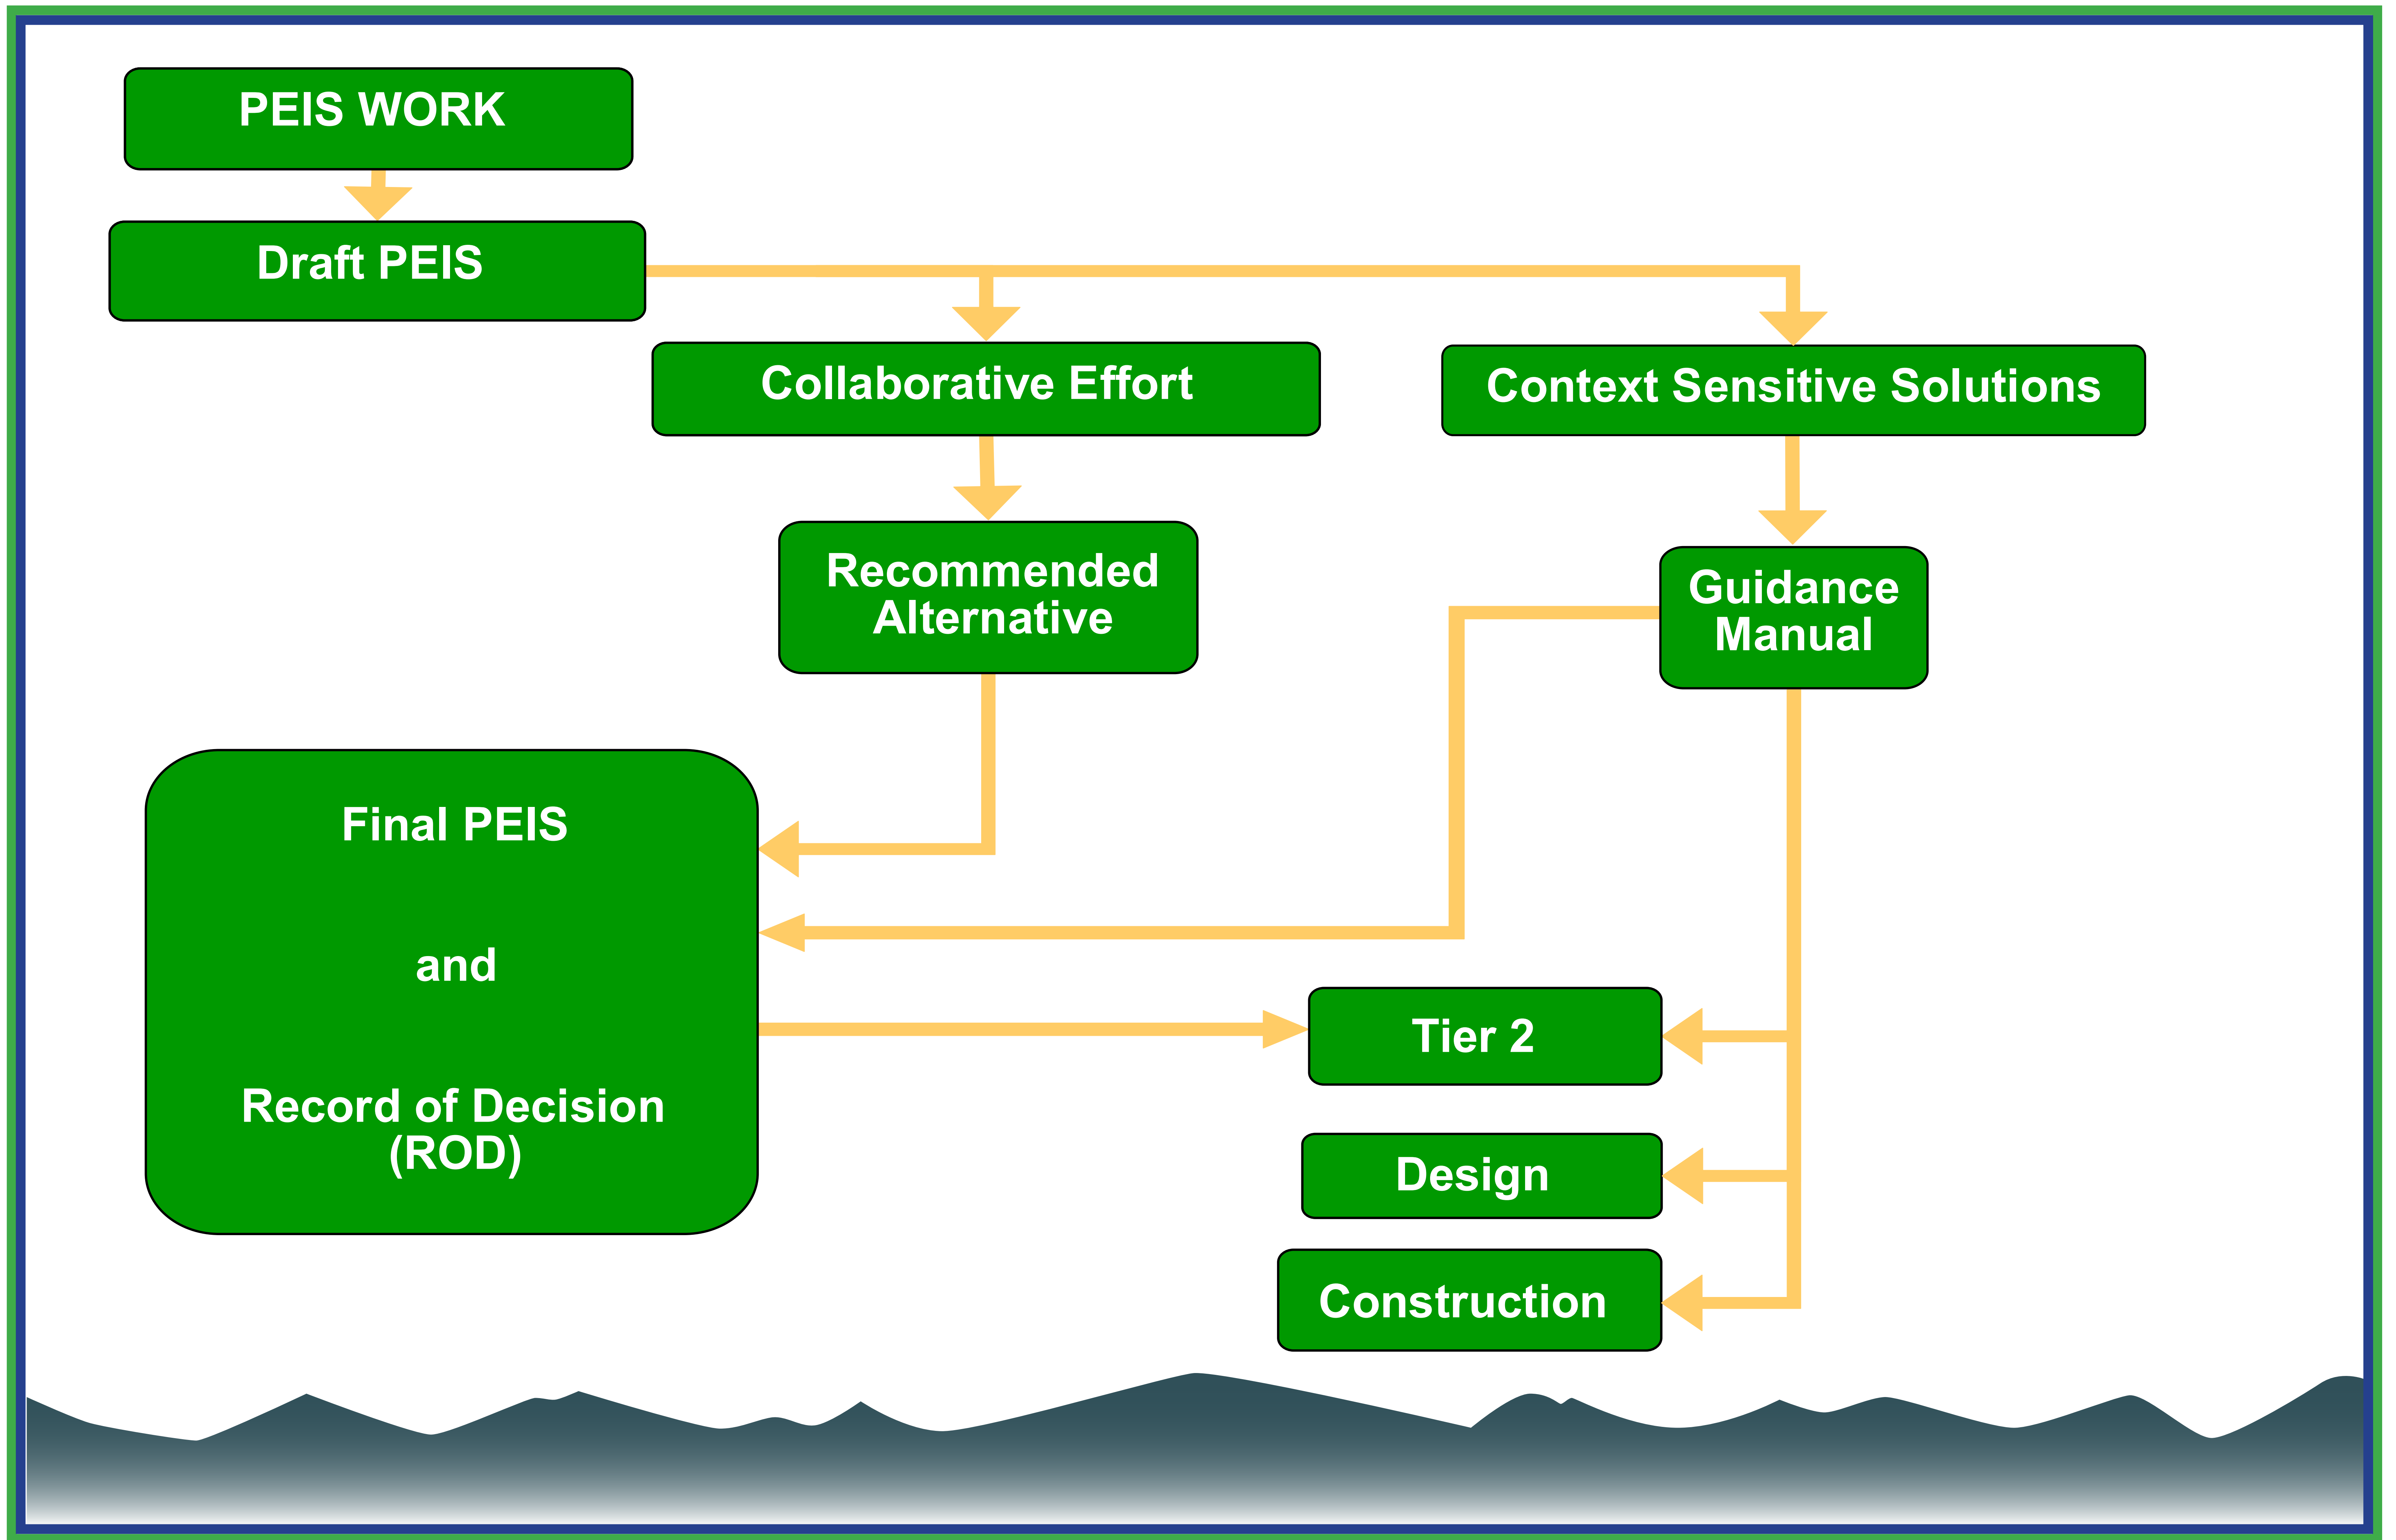 PEIS WORK
Draft PEIS
Collaborative Effort
Context Sensitive Solutions
Recommended
Alternative
Guidance
Manual
Final PEIS
and
Record of Decision
(ROD)
Tier 2
Design
Construction